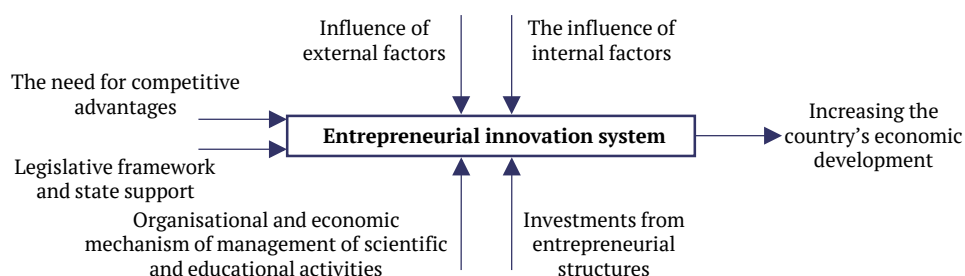 Influence of
external factors
The influence of
internal factors
The need for competitive
advantages
Entrepreneurial innovation system
Increasing the
country's economic
development
Legislative framework
and state support
Organisational and economic
mechanism of management of scientific
and educational activities
Investments from
entrepreneurial
structures